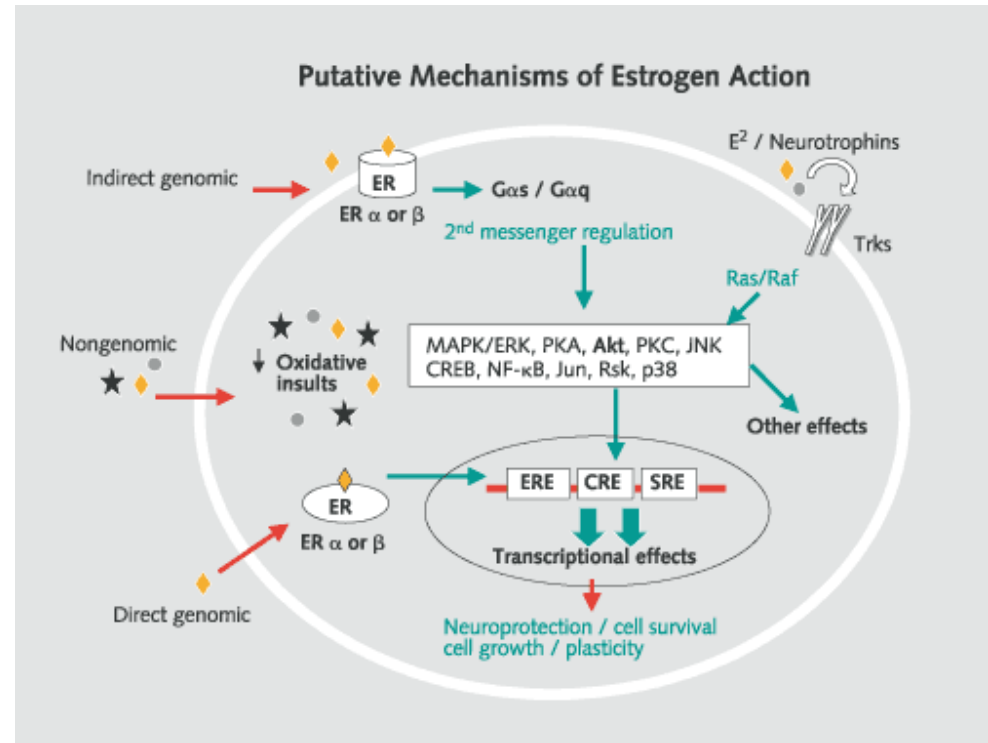 Putative Mechanisms of Estrogen Action
E² / Neurotrophins
Indirect genomic
ER
ER α or β
Gαs / Gαq
2nd messenger regulation
Trks
Ras/Raf
Nongenomic
↓ Oxidative
insults
MAPK/ERK, PKA, Akt, PKC, JNK
CREB, NF-κB, Jun, Rsk, p38
Other effects
ERE CRE SRE
ER
ER α or β
Transcriptional effects
Direct genomic
Neuroprotection / cell survival
cell growth / plasticity